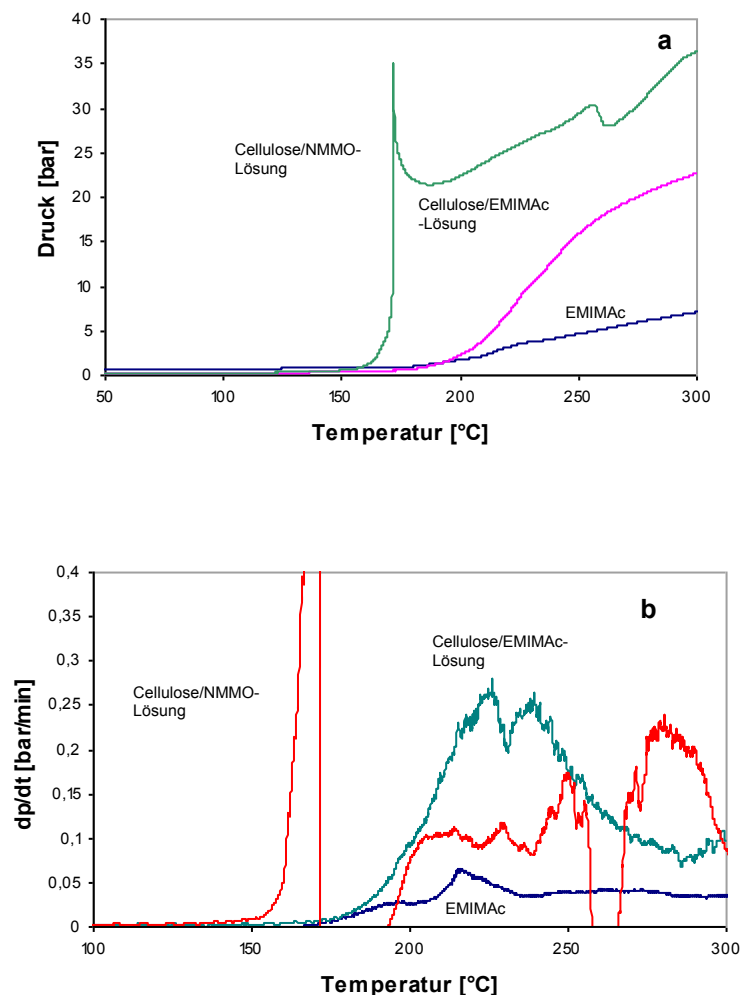 a
40
35
30
25
20
15
10
5
0
Druck [bar]
Cellulose/NMMO-
Lösung
Cellulose/EMIMAc
-Lösung
EMIMAc
50
100
150
200
250
300
Temperatur [°C]
b
0,4
0,35
0,3
0,25
0,2
0,15
0,1
0,05
0
dp/dt [bar/min]
Cellulose/EMIMAc-
Lösung
Cellulose/NMMO-
Lösung
EMIMAc
100
150
200
250
300
Temperatur [°C]